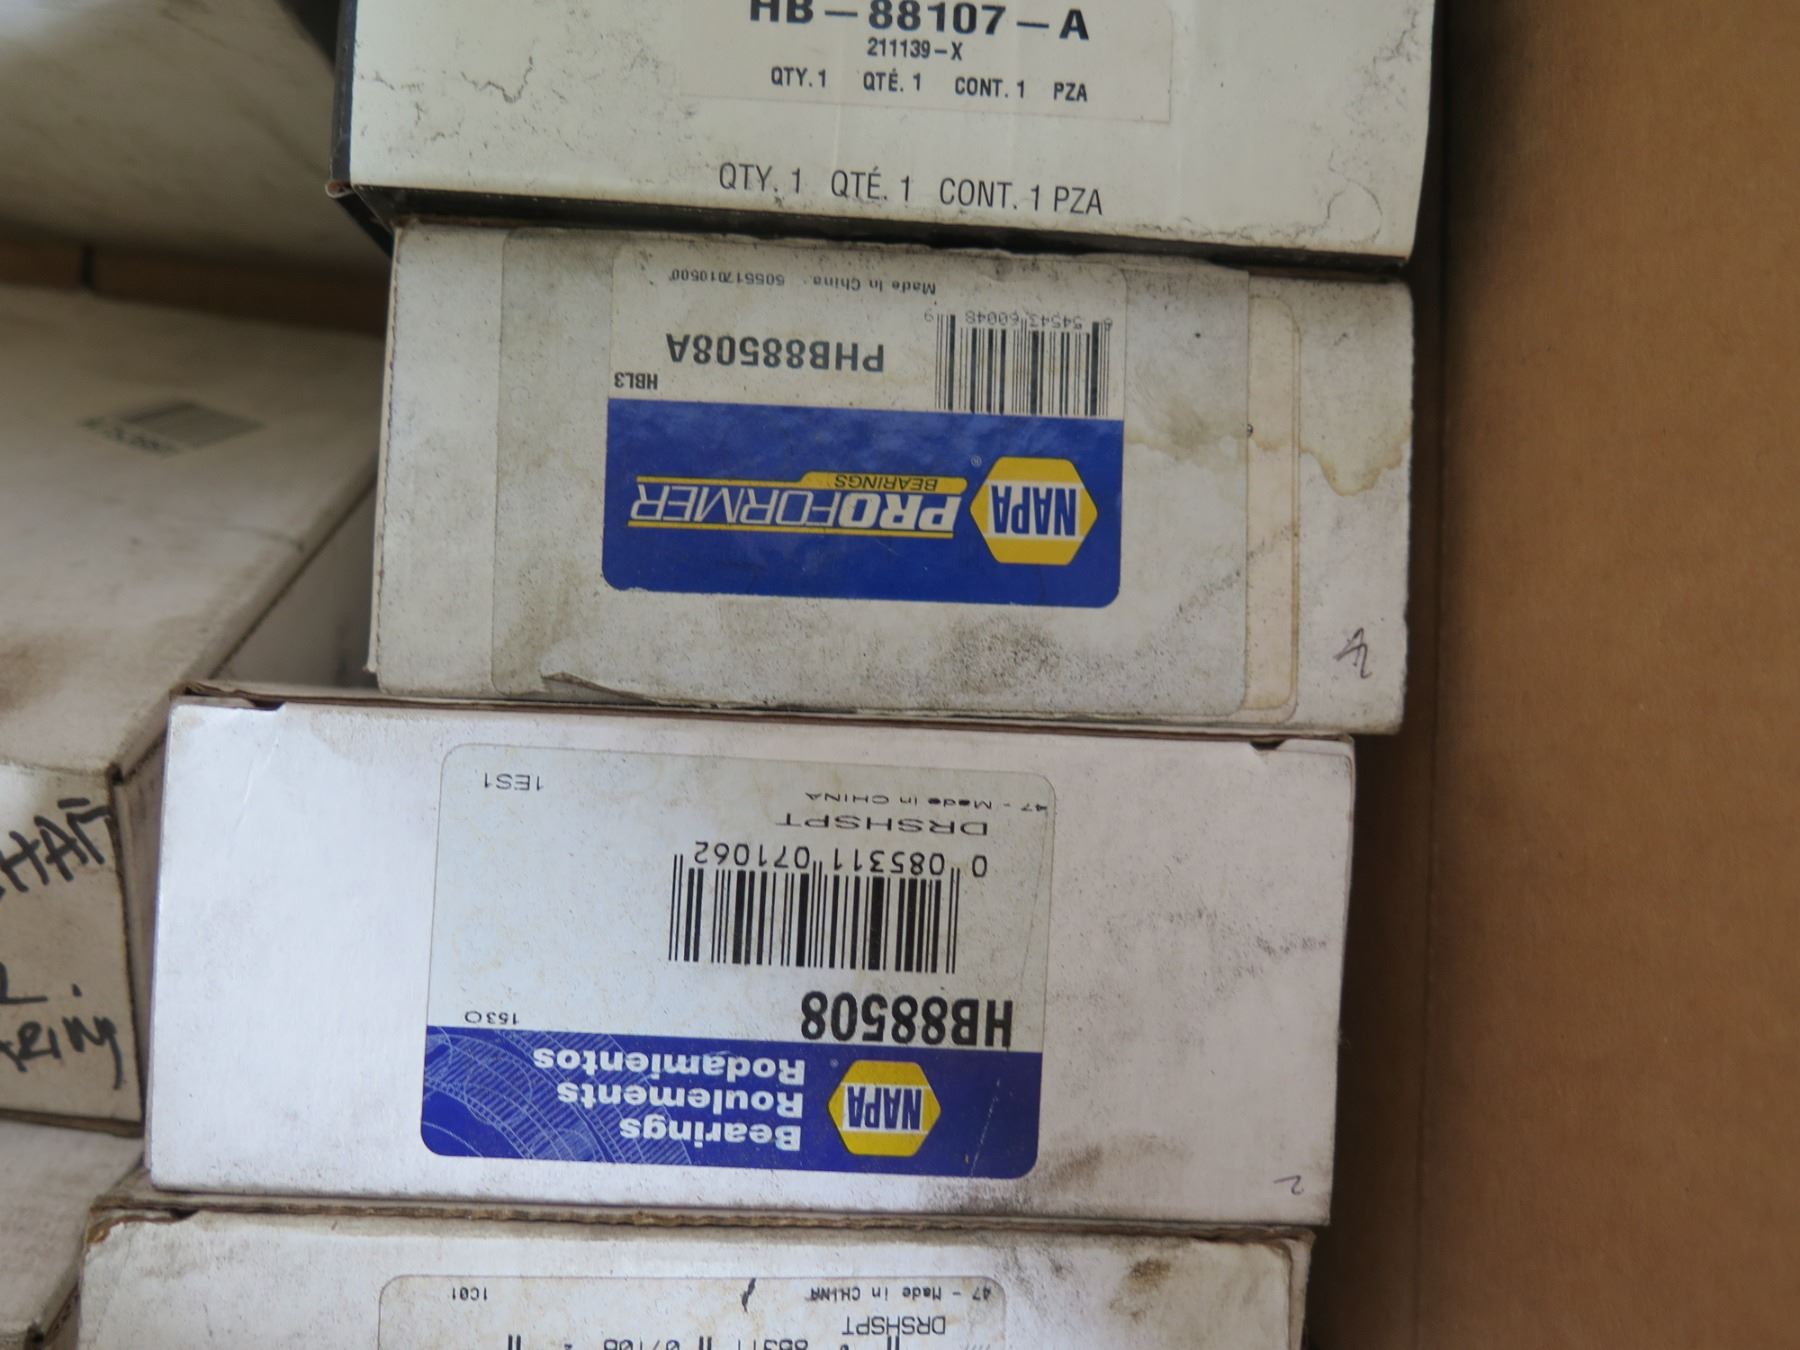 HB-88107-A
211139-X
QTY. 1 QTÉ. 1 CONT. 1 PZA
QTY. 1 QTÉ. 1 CONT. 1 PZA
NAPA PROFORMER
BEARINGS
HBL3
PHB88508A
Made In China
NAPA
Bearings
Roulements
Rodamientos
HB88508
153O
0 085311 071062
DRSHSPT
47 - Made in CHINA
1ES1
2
DRSHSPT
47 - Made in CHINA
1C01